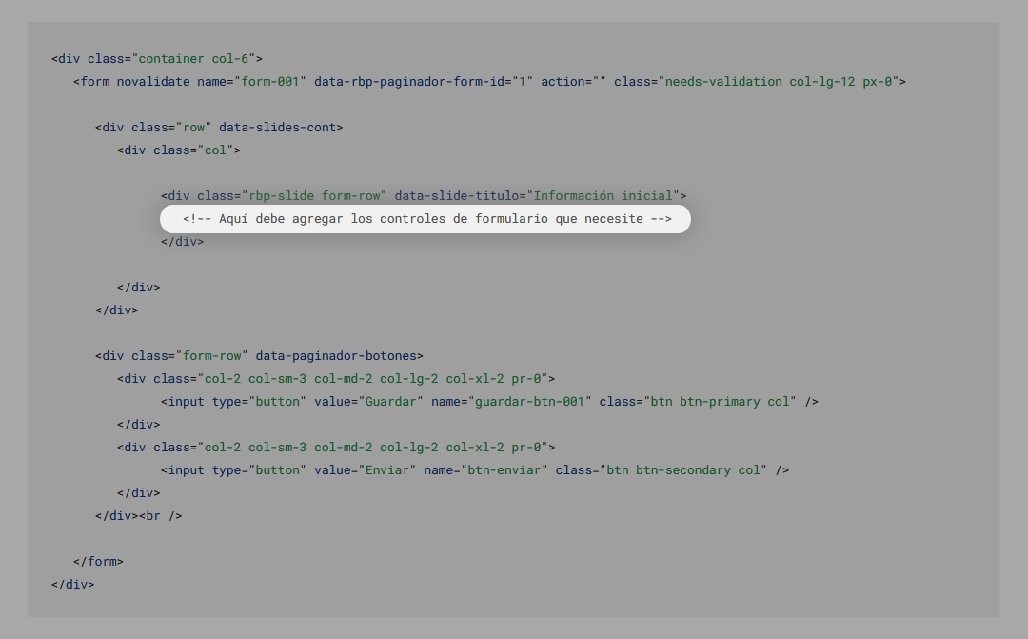 <div class="container col-6">
<form novalidate name="form-001" data-rbp-paginador-form-id="1" action="" class="needs-validation col-lg-12 px-0">
<div class="row" data-slides-cont>
<div class="col">
<div class="rbp-slide form-row" data-slide-titulo="Información inicial">
<!-- Aquí debe agregar los controles de formulario que necesite -->
</div>
</div>
</div>
<div class="form-row" data-paginador-botones>
<div class="col-2 col-sm-3 col-md-2 col-lg-2 col-xl-2 pr-0">
<input type="button" value="Guardar" name="guardar-btn-001" class="btn btn-primary col" />
</div>
<div class="col-2 col-sm-3 col-md-2 col-lg-2 col-xl-2 pr-0">
<input type="button" value="Enviar" name="btn-enviar" class="btn btn-secondary col" />
</div>
</div><br />
</form>
</div>